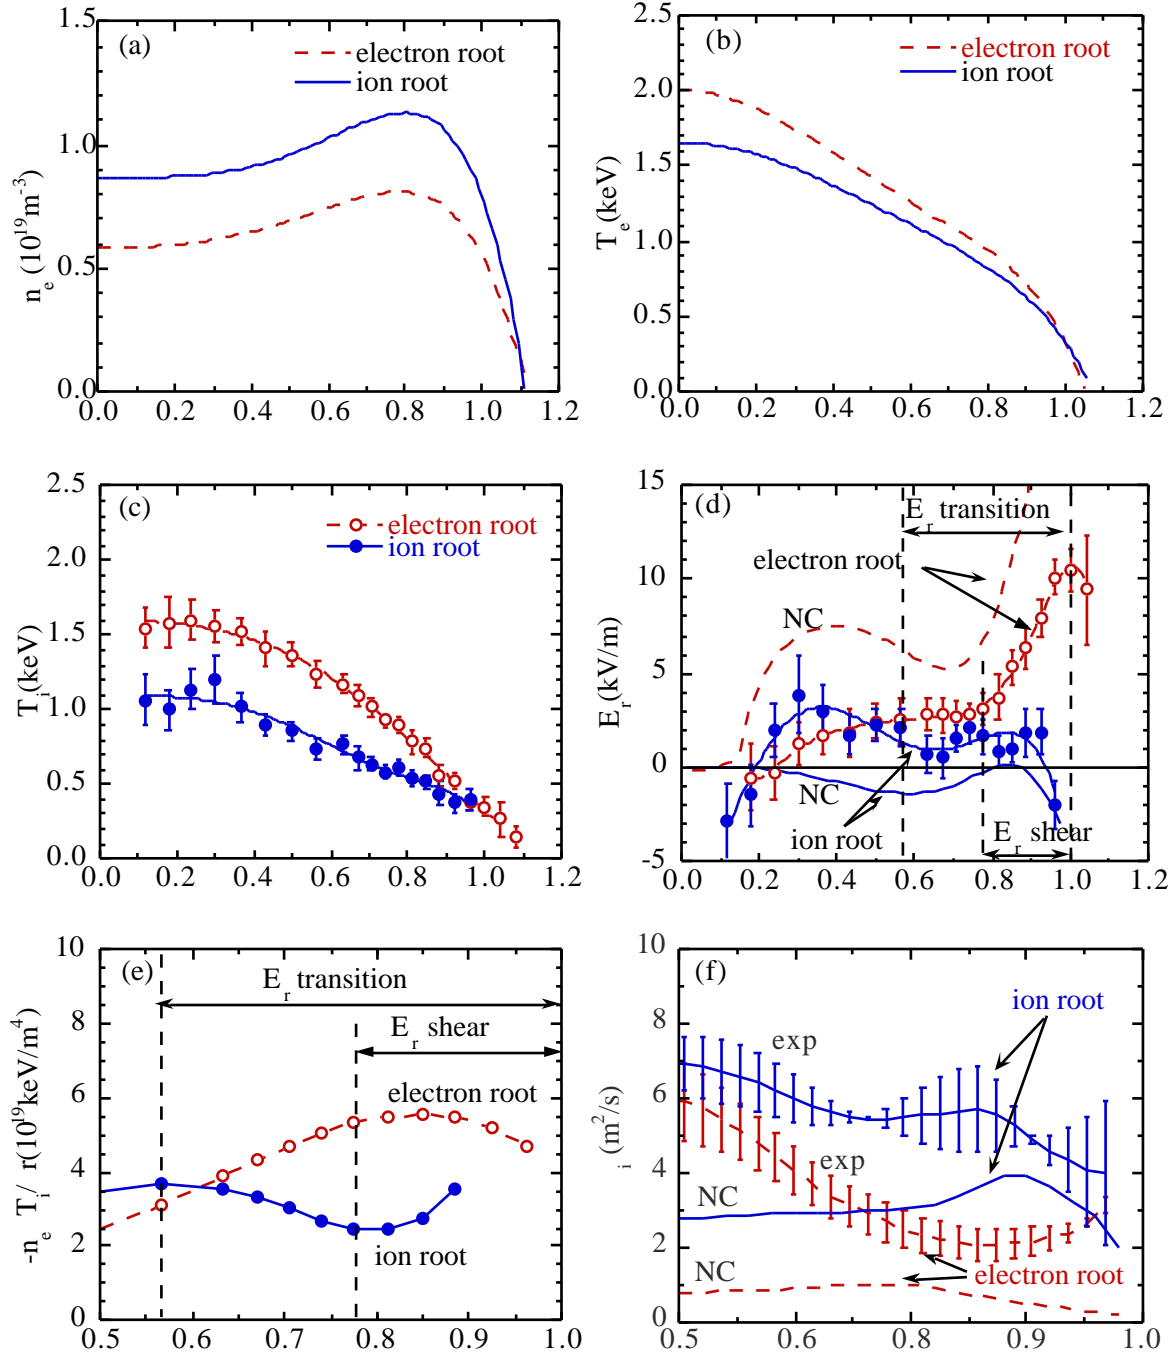 (a)
electron root
ion root
n_e (10^19 m^-3)
1.5
1.0
0.5
0.0
0.0 0.2 0.4 0.6 0.8 1.0 1.2
(b)
electron root
ion root
T_e(keV)
2.5
2.0
1.5
1.0
0.5
0.0
0.0 0.2 0.4 0.6 0.8 1.0 1.2
(c)
electron root
ion root
T_i(keV)
2.5
2.0
1.5
1.0
0.5
0.0
0.0 0.2 0.4 0.6 0.8 1.0 1.2
(d)
E_r transition
electron root
NC
NC
ion root
E_r shear
E_r(kV/m)
15
10
5
0
-5
0.0 0.2 0.4 0.6 0.8 1.0 1.2
(e)
E_r transition
E_r shear
electron root
ion root
-n_e T_i/ r(10^19 keV/m^4)
10
8
6
4
2
0
0.5 0.6 0.7 0.8 0.9 1.0
(f)
ion root
exp
exp
NC
NC
electron root
_i (m^2/s)
10
8
6
4
2
0
0.5 0.6 0.7 0.8 0.9 1.0